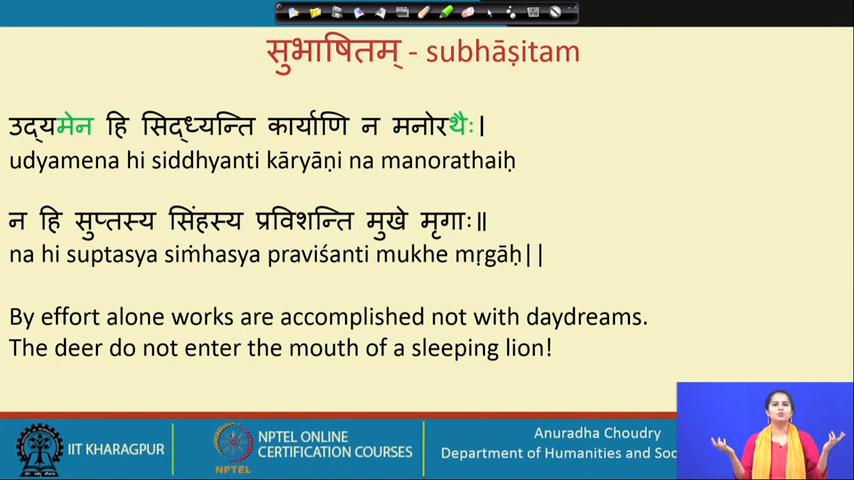 सुभाषितम् - subhāṣitam
उद्यमेन हि सिद्ध्यन्ति कार्याणि न मनोरथैः।
udyamena hi siddhyanti kāryāṇi na manorathaiḥ
न हि सुप्तस्य सिंहस्य प्रविशन्ति मुखे मृगाः॥
na hi suptasya siṁhasya praviśanti mukhe mṛgāḥ||
By effort alone works are accomplished not with daydreams.
The deer do not enter the mouth of a sleeping lion!
IIT KHARAGPUR
NPTEL
NPTEL ONLINE
CERTIFICATION COURSES
Anuradha Choudry
Department of Humanities and Soc